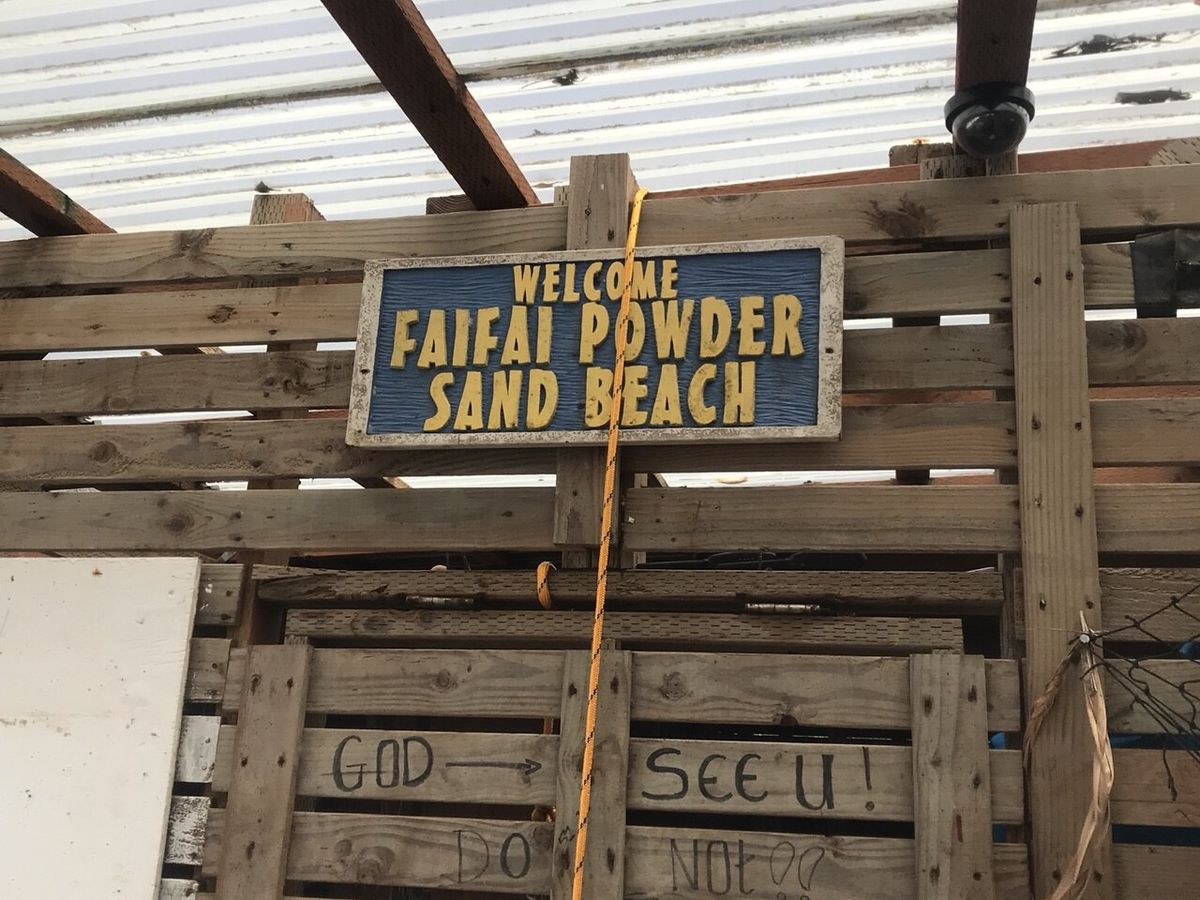 WELCOME
FAIFAI POWDER
SAND BEACH
GOD → SEE U!
DO NOt!!